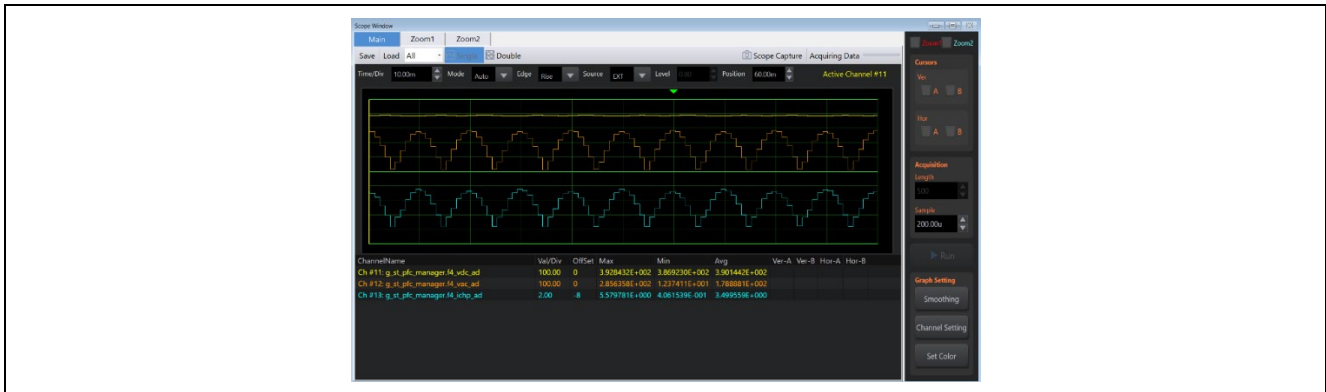 Scope Window
Main Zoom1 Zoom2
Zoom1 Zoom2
Save Load All Single Double Scope Capture Acquiring Data
Time/Div 10.00m Mode Auto Edge Rise Source EXT Level 0.00 Position 60.00m Active Channel #11
Cursors
Ver
A B
Hor
A B
Acquisition
Length
500
Sample
200.00u
Run
Graph Setting
Smoothing
Channel Setting
Set Color
ChannelName Val/Div OffSet Max Min Avg Ver-A Ver-B Hor-A Hor-B
Ch #11: g_st_pfc_manager.f4_vdc_ad 100.00 0 3.928432E+002 3.869230E+002 3.901442E+002
Ch #12: g_st_pfc_manager.f4_vac_ad 100.00 0 2.856358E+002 1.237411E+001 1.788081E+002
Ch #13: g_st_pfc_manager.f4_ichp_ad 2.00 -8 5.579781E+000 4.061539E-001 3.499559E+000